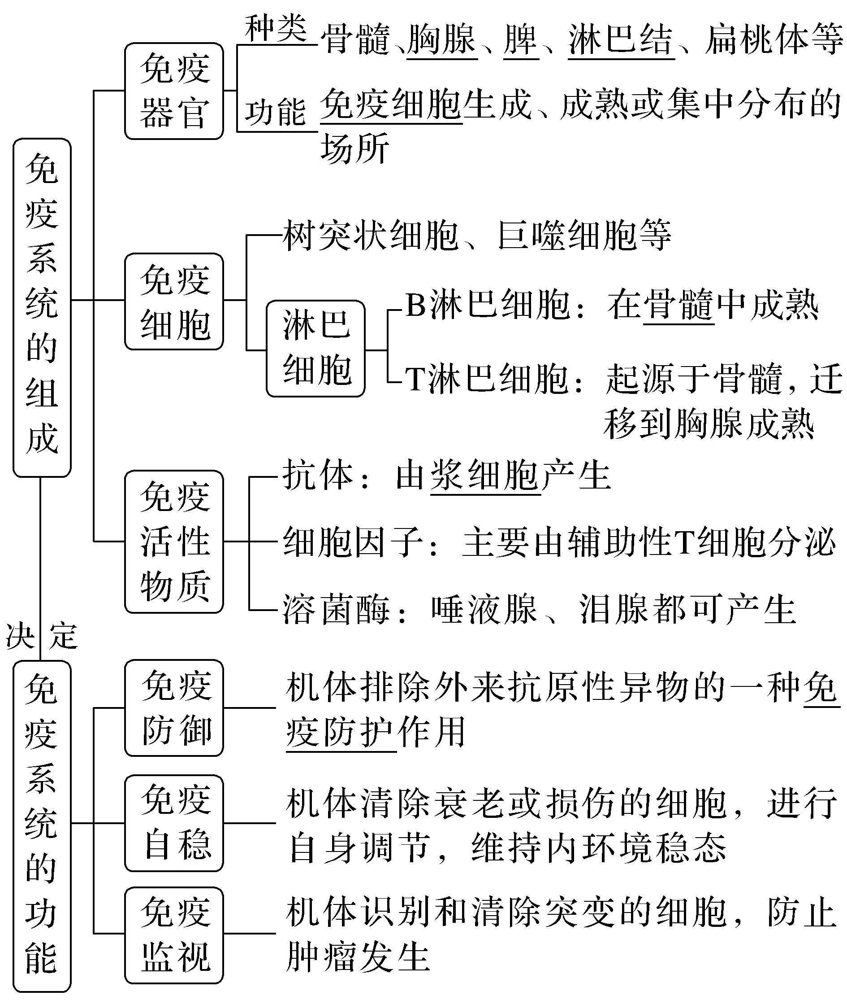 免疫系统的组成
免疫
器官
种类
骨髓、胸腺、脾、淋巴结、扁桃体等
功能
免疫细胞生成、成熟或集中分布的
场所
免疫
细胞
树突状细胞、巨噬细胞等
淋巴
细胞
B淋巴细胞：在骨髓中成熟
T淋巴细胞：起源于骨髓,迁
移到胸腺成熟
免疫
活性
物质
抗体：由浆细胞产生
细胞因子：主要由辅助性T细胞分泌
溶菌酶：唾液腺、泪腺都可产生
决定
免疫系统的功能
免疫
防御
机体排除外来抗原性异物的一种免
疫防护作用
免疫
自稳
机体清除衰老或损伤的细胞，进行
自身调节，维持内环境稳态
免疫
监视
机体识别和清除突变的细胞，防止
肿瘤发生